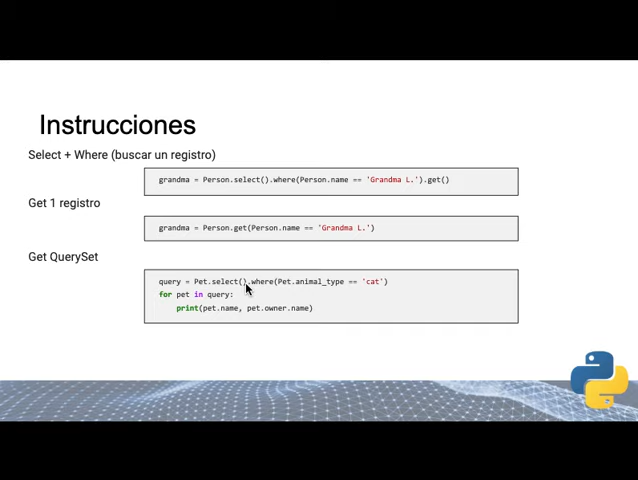 Instrucciones
Select + Where (buscar un registro)
grandma = Person.select().where(Person.name == 'Grandma L.').get()
Get 1 registro
grandma = Person.get(Person.name == 'Grandma L.')
Get QuerySet
query = Pet.select().where(Pet.animal_type == 'cat')
for pet in query:
    print(pet.name, pet.owner.name)